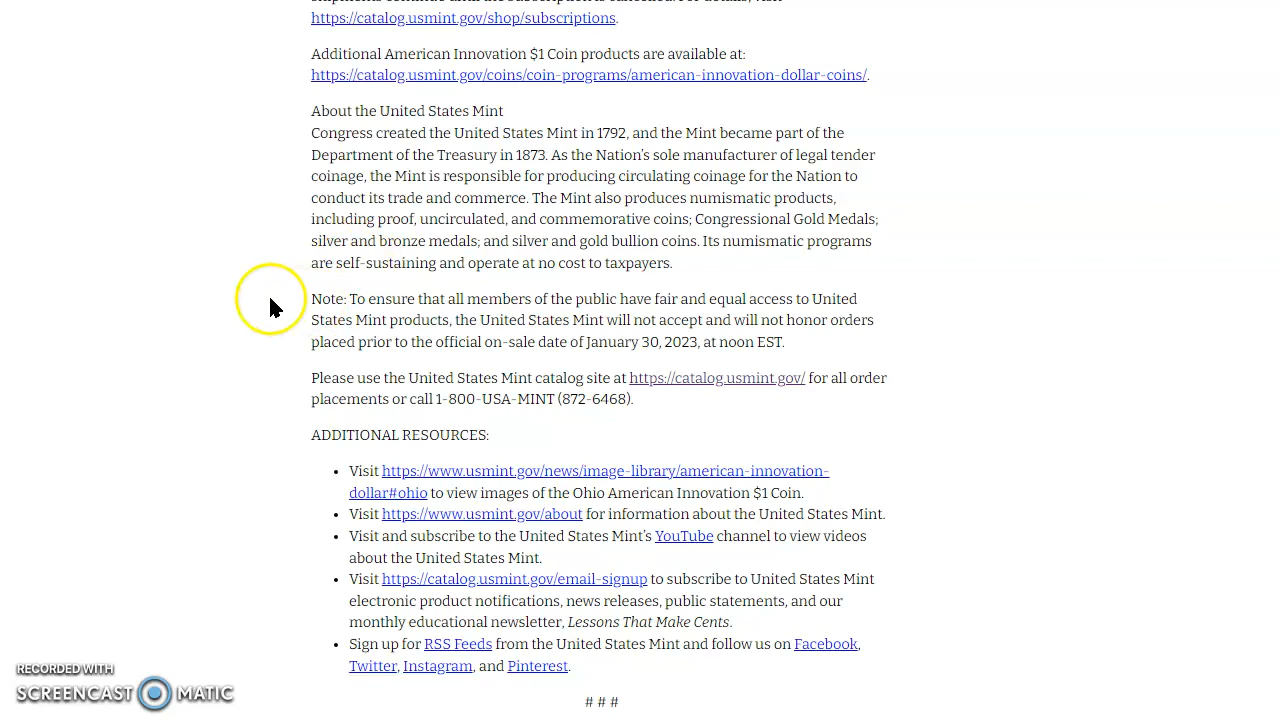 https://catalog.usmint.gov/shop/subscriptions.
Additional American Innovation $1 Coin products are available at:
https://catalog.usmint.gov/coins/coin-programs/american-innovation-dollar-coins/.
About the United States Mint
Congress created the United States Mint in 1792, and the Mint became part of the
Department of the Treasury in 1873. As the Nation’s sole manufacturer of legal tender
coinage, the Mint is responsible for producing circulating coinage for the Nation to
conduct its trade and commerce. The Mint also produces numismatic products,
including proof, uncirculated, and commemorative coins; Congressional Gold Medals;
silver and bronze medals; and silver and gold bullion coins. Its numismatic programs
are self-sustaining and operate at no cost to taxpayers.
Note: To ensure that all members of the public have fair and equal access to United
States Mint products, the United States Mint will not accept and will not honor orders
placed prior to the official on-sale date of January 30, 2023, at noon EST.
Please use the United States Mint catalog site at https://catalog.usmint.gov/ for all order
placements or call 1-800-USA-MINT (872-6468).
ADDITIONAL RESOURCES:
• Visit https://www.usmint.gov/news/image-library/american-innovation-
dollar#ohio to view images of the Ohio American Innovation $1 Coin.
• Visit https://www.usmint.gov/about for information about the United States Mint.
• Visit and subscribe to the United States Mint’s YouTube channel to view videos
about the United States Mint.
• Visit https://catalog.usmint.gov/email-signup to subscribe to United States Mint
electronic product notifications, news releases, public statements, and our
monthly educational newsletter, Lessons That Make Cents.
• Sign up for RSS Feeds from the United States Mint and follow us on Facebook,
Twitter, Instagram, and Pinterest.
# # #
RECORDED WITH
SCREENCAST MATIC